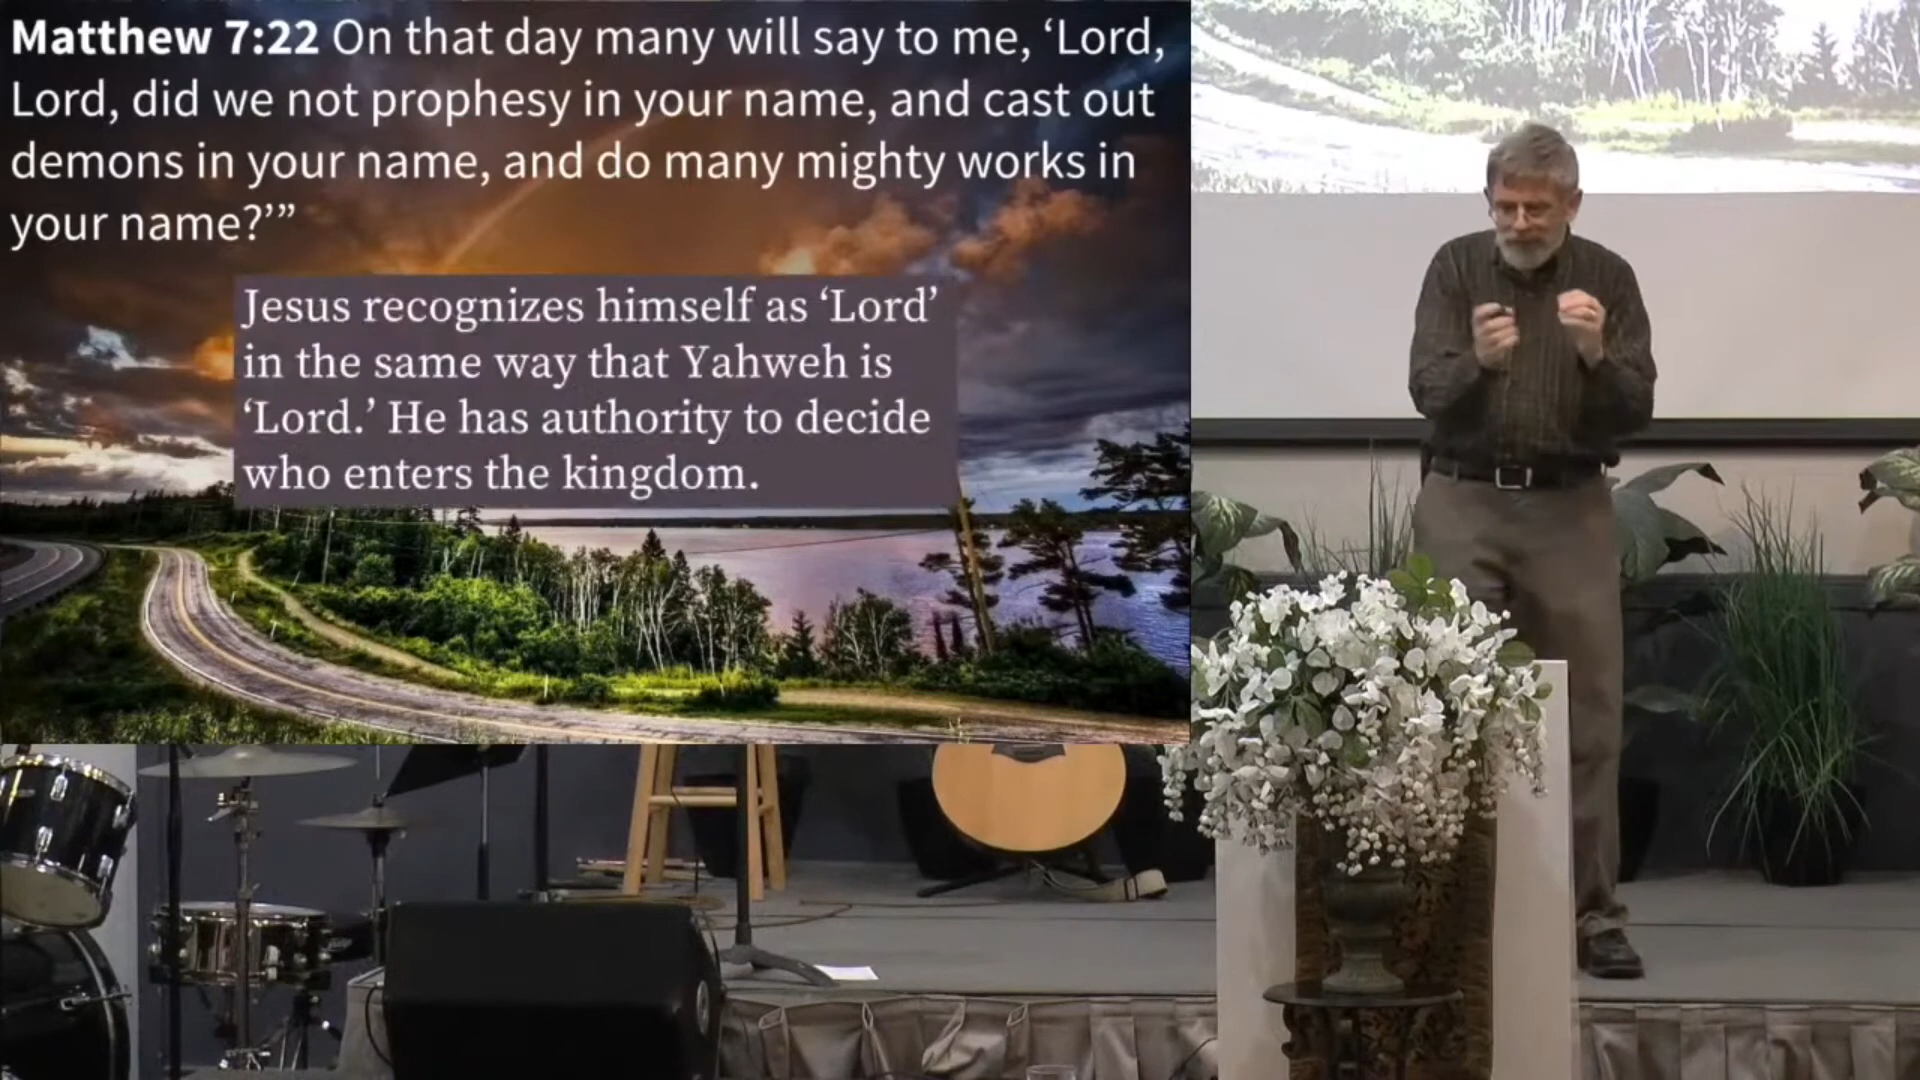 Matthew 7:22 On that day many will say to me, ‘Lord,
Lord, did we not prophesy in your name, and cast out
demons in your name, and do many mighty works in
your name?’”
Jesus recognizes himself as ‘Lord’
in the same way that Yahweh is
‘Lord.’ He has authority to decide
who enters the kingdom.